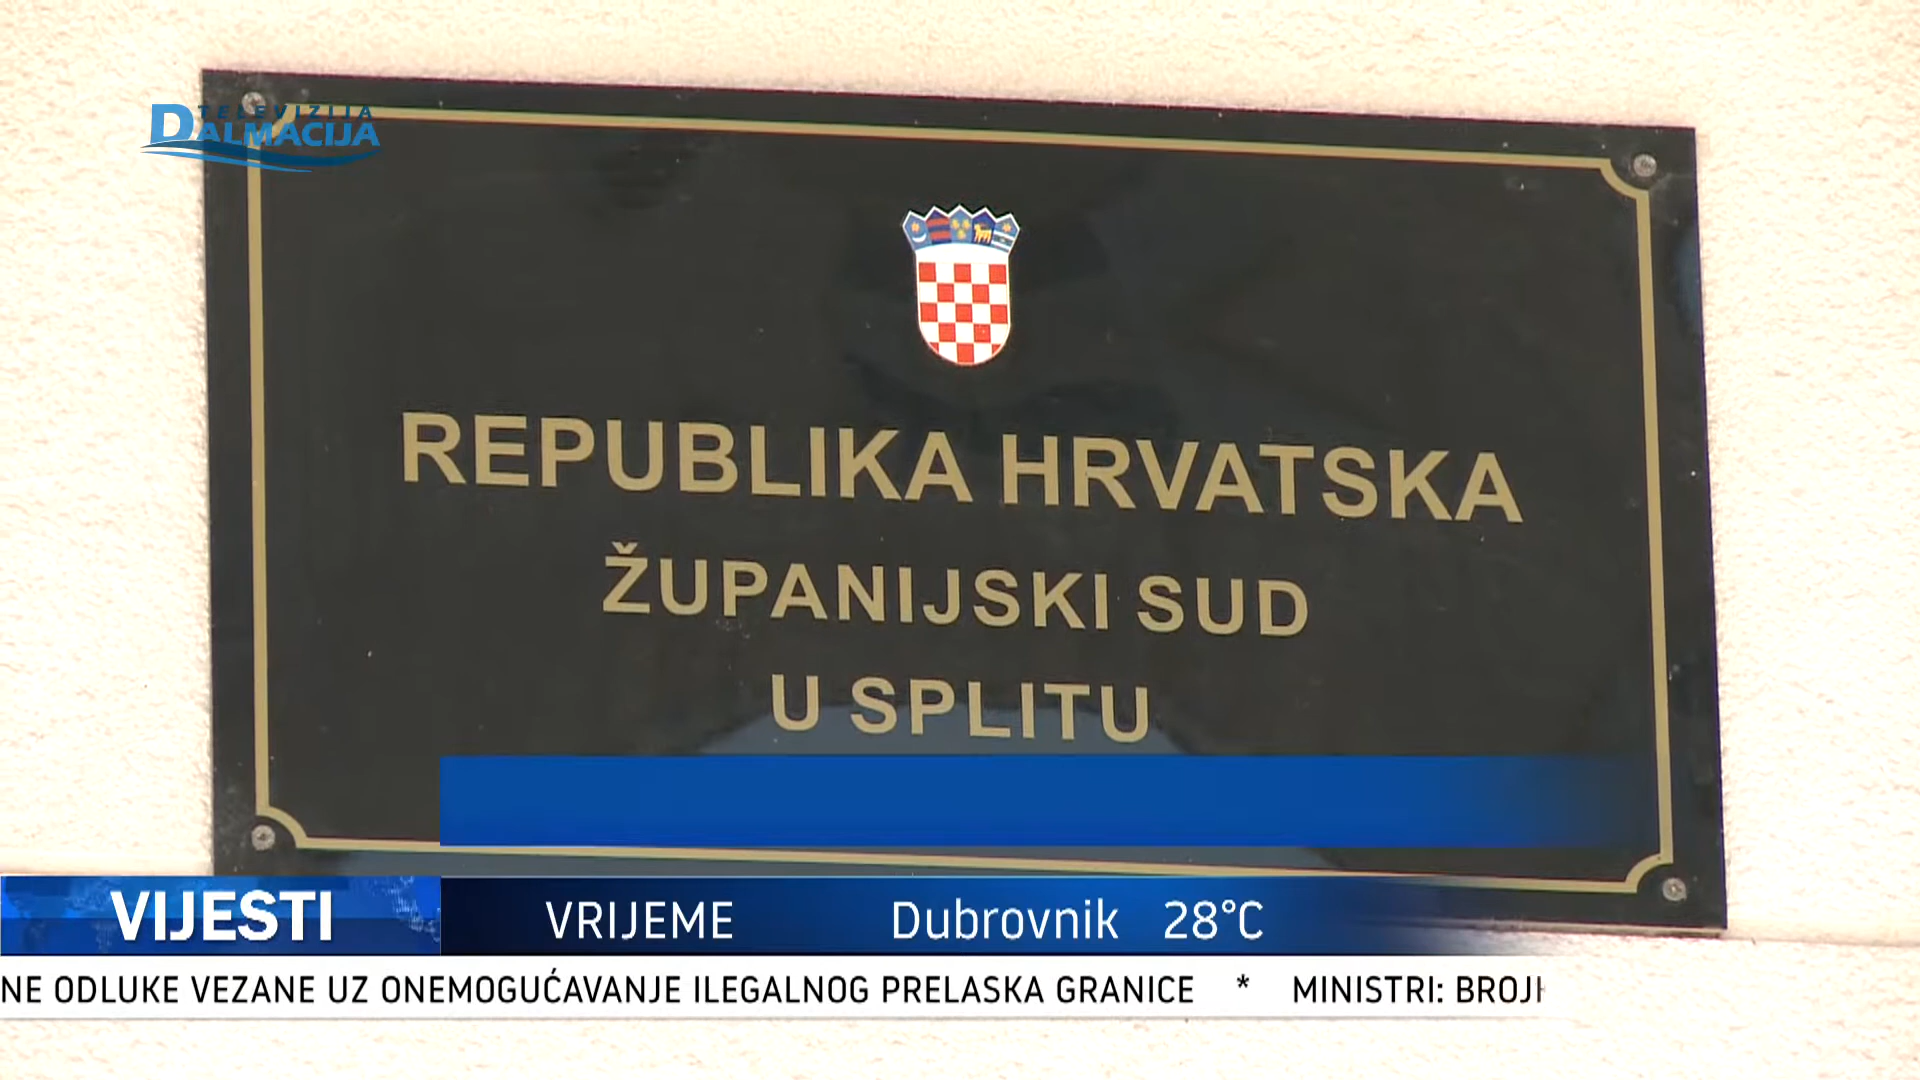 TELEVIZIJA
DALMACIJA
REPUBLIKA HRVATSKA
ŽUPANIJSKI SUD
U SPLITU
VIJESTI
VRIJEME Dubrovnik 28°C
NE ODLUKE VEZANE UZ ONEMOGUĆAVANJE ILEGALNOG PRELASKA GRANICE * MINISTRI: